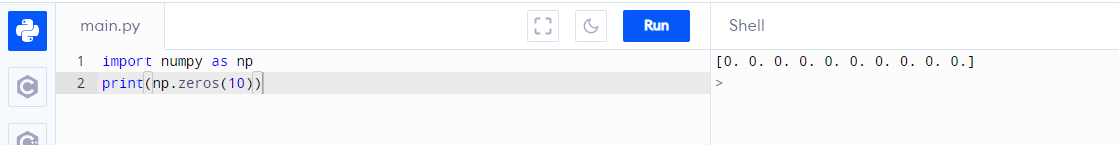 main.py
Run
Shell
1 import numpy as np
2 print(np.zeros(10))
[0. 0. 0. 0. 0. 0. 0. 0. 0. 0.]
>
C
C